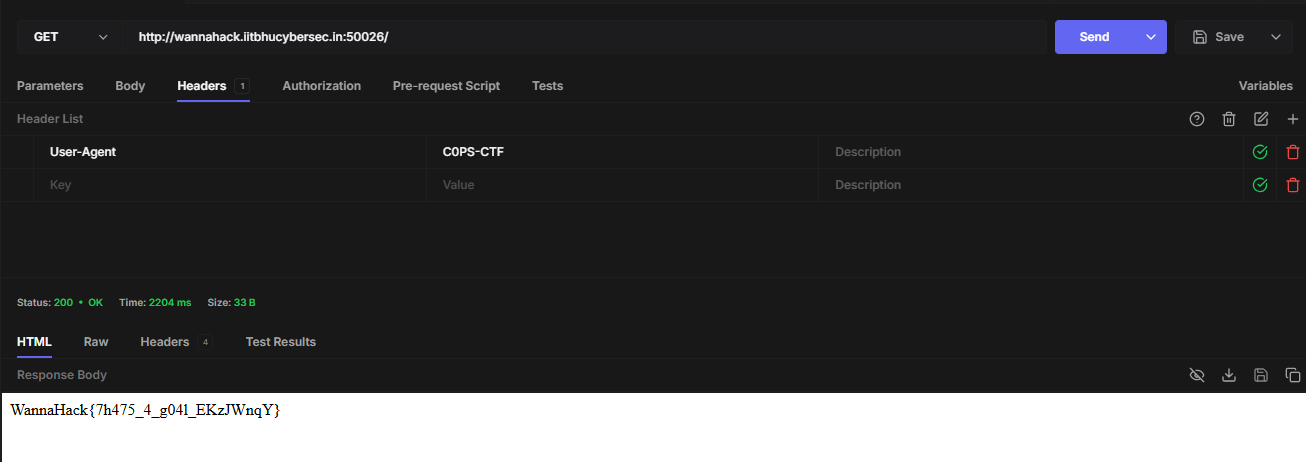 GET http://wannahack.iitbhucybersec.in:50026/ Send Save
Parameters Body Headers 1 Authorization Pre-request Script Tests Variables
Header List
User-Agent C0PS-CTF Description
Key Value Description
Status: 200 • OK Time: 2204 ms Size: 33 B
HTML Raw Headers 4 Test Results
Response Body
WannaHack{7h475_4_g04l_EKzJWnqY}